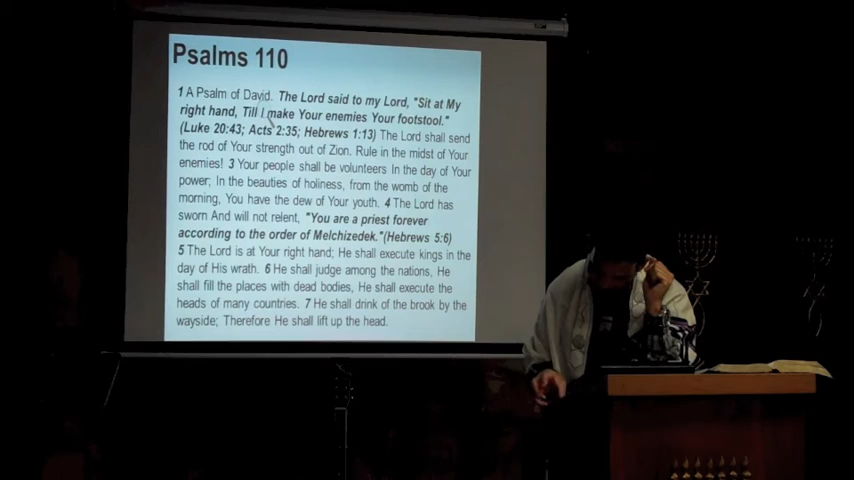 Psalms 110
1 A Psalm of David. The Lord said to my Lord, "Sit at My
right hand, Till I make Your enemies Your footstool."
(Luke 20:43; Acts 2:35; Hebrews 1:13) The Lord shall send
the rod of Your strength out of Zion. Rule in the midst of Your
enemies! 3 Your people shall be volunteers In the day of Your
power; In the beauties of holiness, from the womb of the
morning, You have the dew of Your youth. 4 The Lord has
sworn And will not relent, "You are a priest forever
according to the order of Melchizedek."(Hebrews 5:6)
5 The Lord is at Your right hand; He shall execute kings in the
day of His wrath. 6 He shall judge among the nations, He
shall fill the places with dead bodies, He shall execute the
heads of many countries. 7 He shall drink of the brook by the
wayside; Therefore He shall lift up the head.